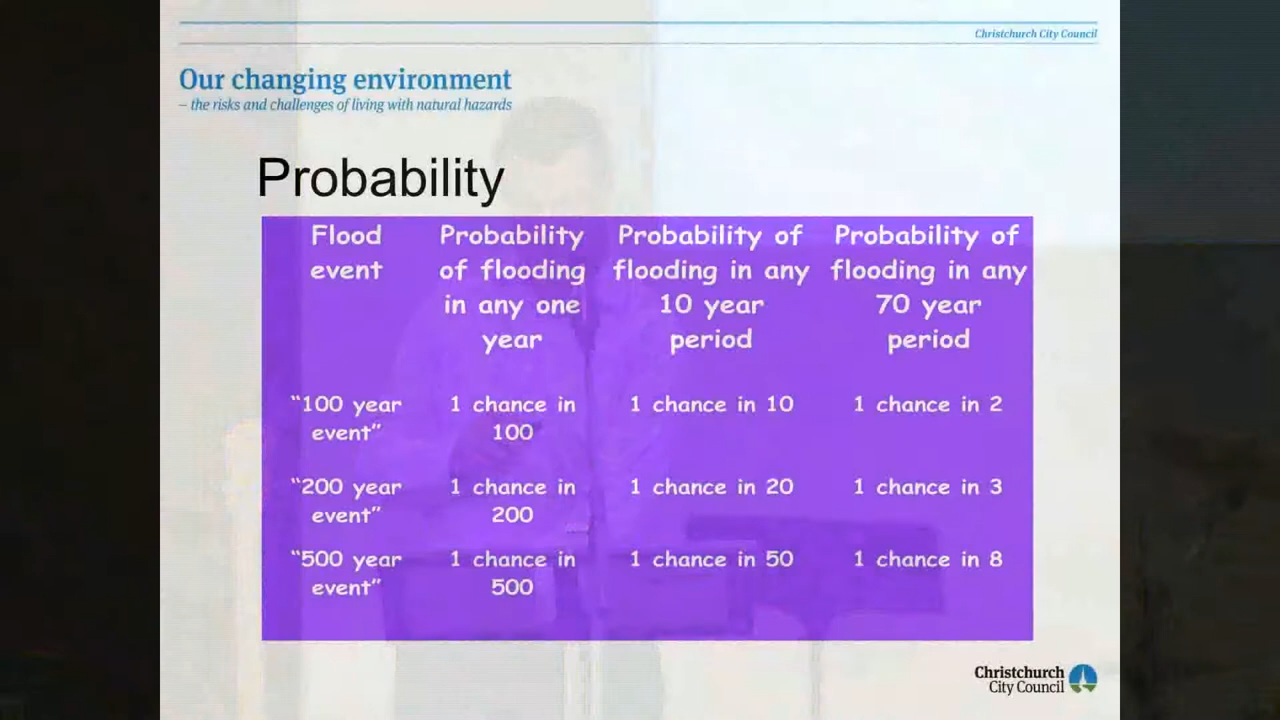 Christchurch City Council
Our changing environment
– the risks and challenges of living with natural hazards
Probability
Flood event
Probability of flooding in any one year
Probability of flooding in any 10 year period
Probability of flooding in any 70 year period
“100 year event”
1 chance in 100
1 chance in 10
1 chance in 2
“200 year event”
1 chance in 200
1 chance in 20
1 chance in 3
“500 year event”
1 chance in 500
1 chance in 50
1 chance in 8
Christchurch
City Council